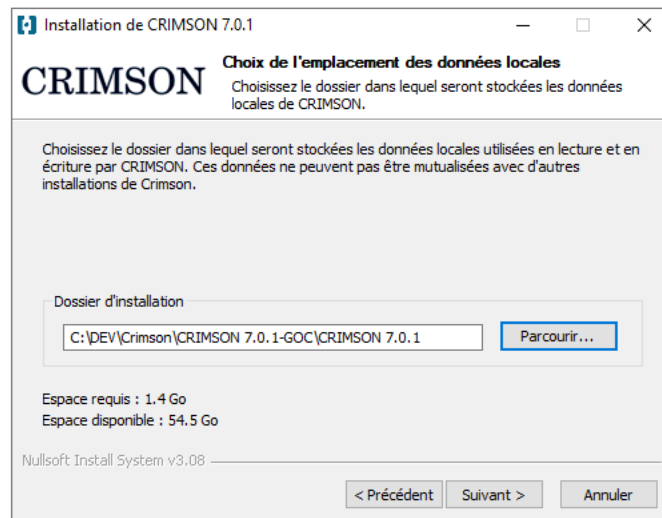 Installation de CRIMSON 7.0.1
CRIMSON
Choix de l'emplacement des données locales
Choisissez le dossier dans lequel seront stockées les données
locales de CRIMSON.
Choisissez le dossier dans lequel seront stockées les données locales utilisées en lecture et en
écriture par CRIMSON. Ces données ne peuvent pas être mutualisées avec d'autres
installations de Crimson.
Dossier d'installation
C:\DEV\Crimson\CRIMSON 7.0.1-GOC\CRIMSON 7.0.1
Parcourir...
Espace requis : 1.4 Go
Espace disponible : 54.5 Go
Nullsoft Install System v3.08
< Précédent
Suivant >
Annuler